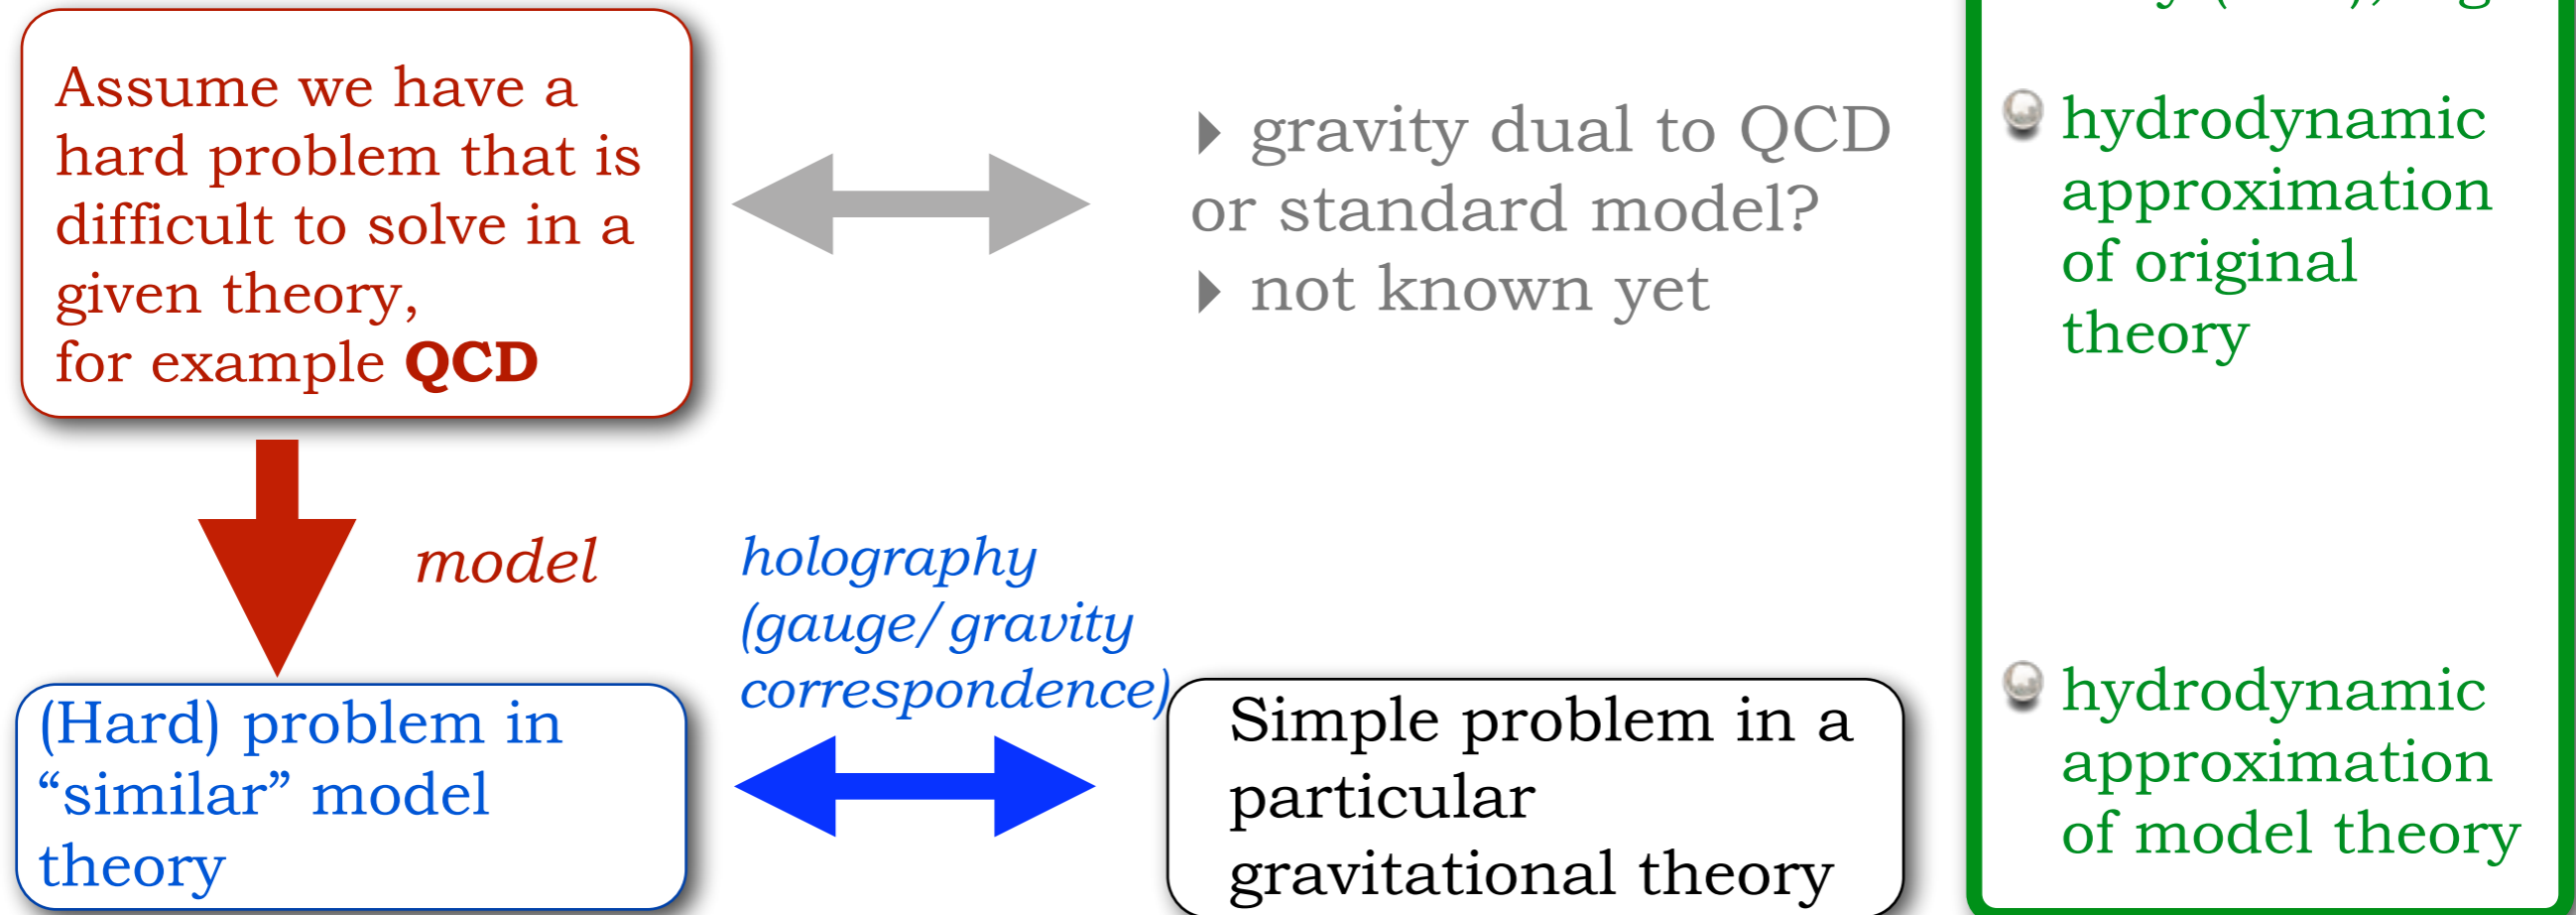 Assume we have a
hard problem that is
difficult to solve in a
given theory,
for example QCD
▸ gravity dual to QCD
or standard model?
▸ not known yet
model
holography
(gauge/gravity
correspondence)
(Hard) problem in
“similar” model
theory
Simple problem in a
particular
gravitational theory
hydrodynamic
approximation
of original
theory
hydrodynamic
approximation
of model theory